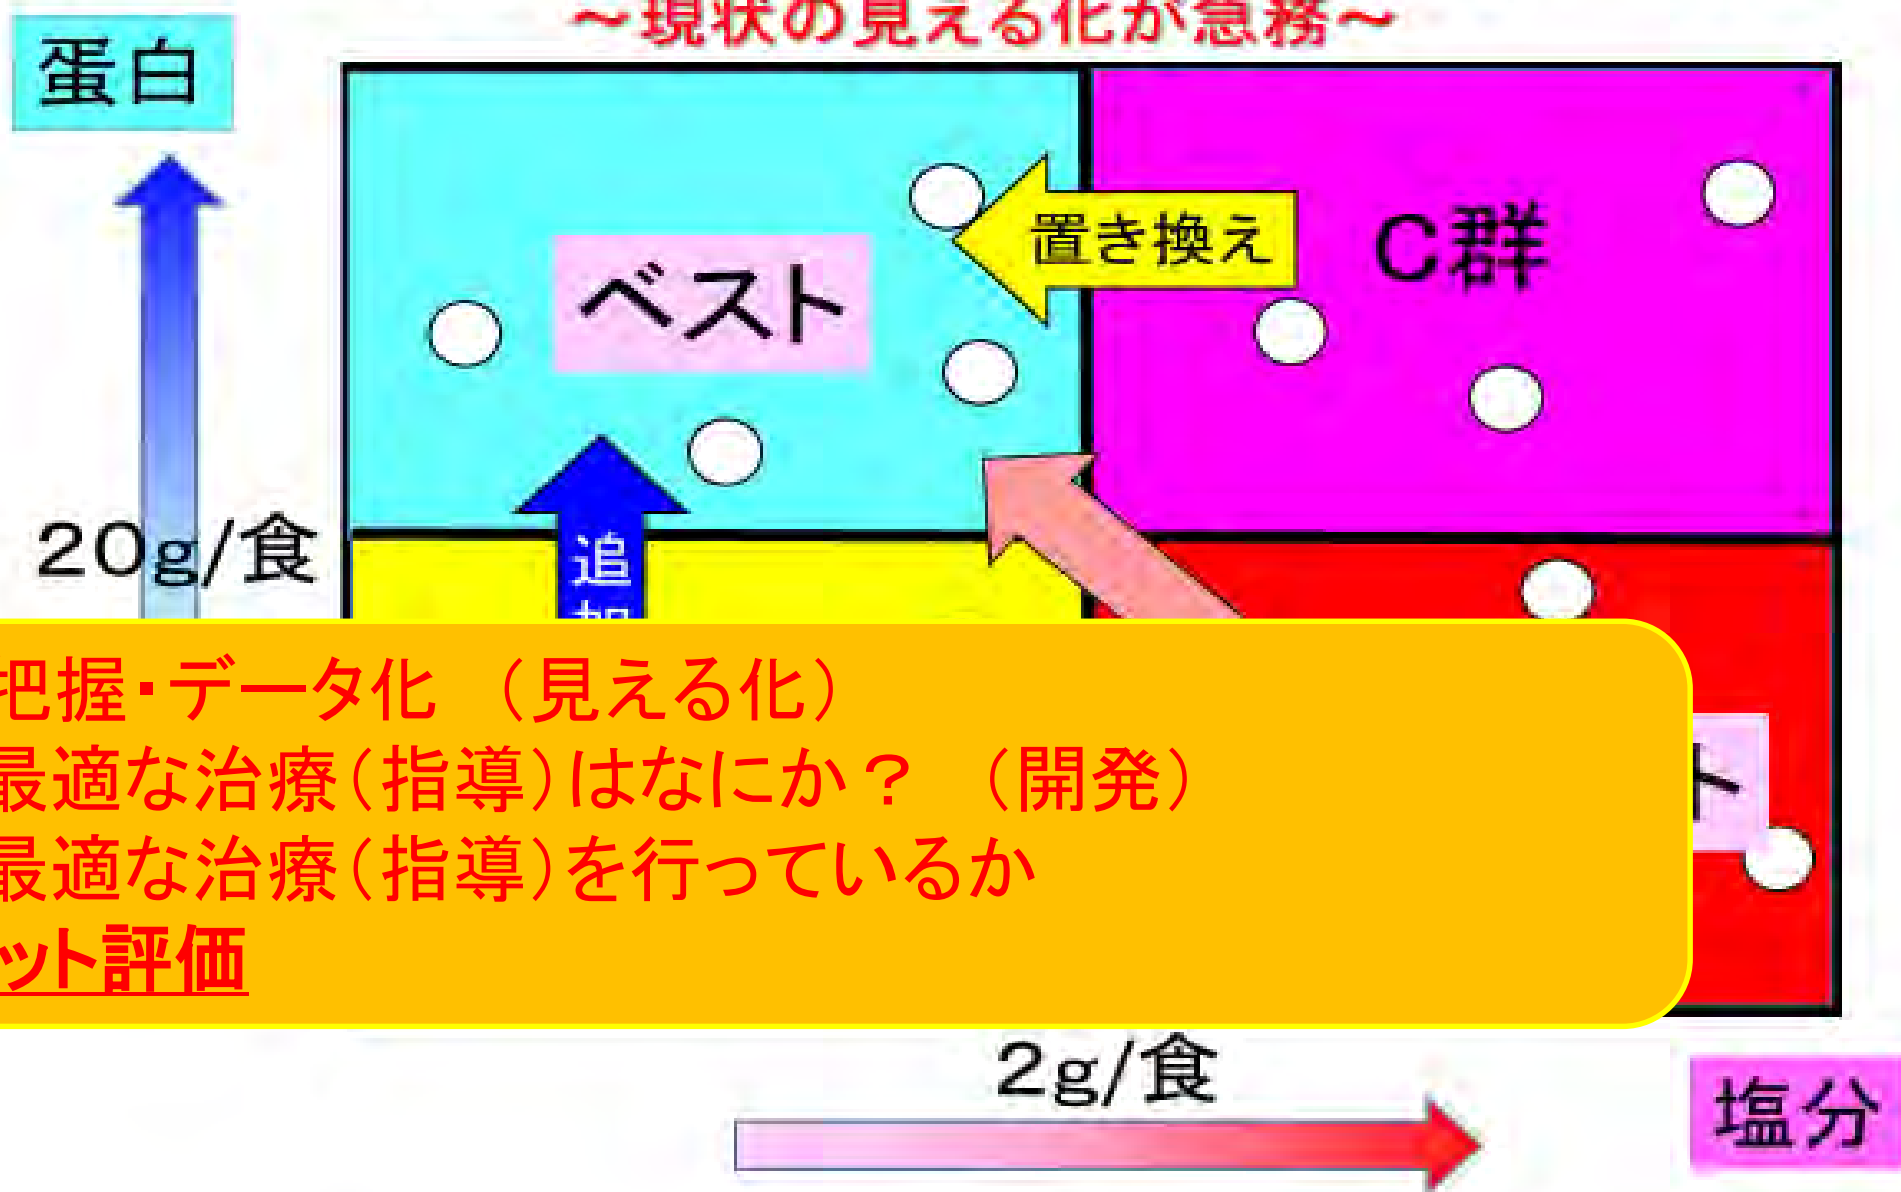 ~現状の見える化が急務~
蛋白
置き換え
C群
ベスト
20g/食
追
把握・データ化 (見える化)
最適な治療(指導)はなにか? (開発)
ト
最適な治療(指導)を行っているか
ット評価
2g/食
塩分